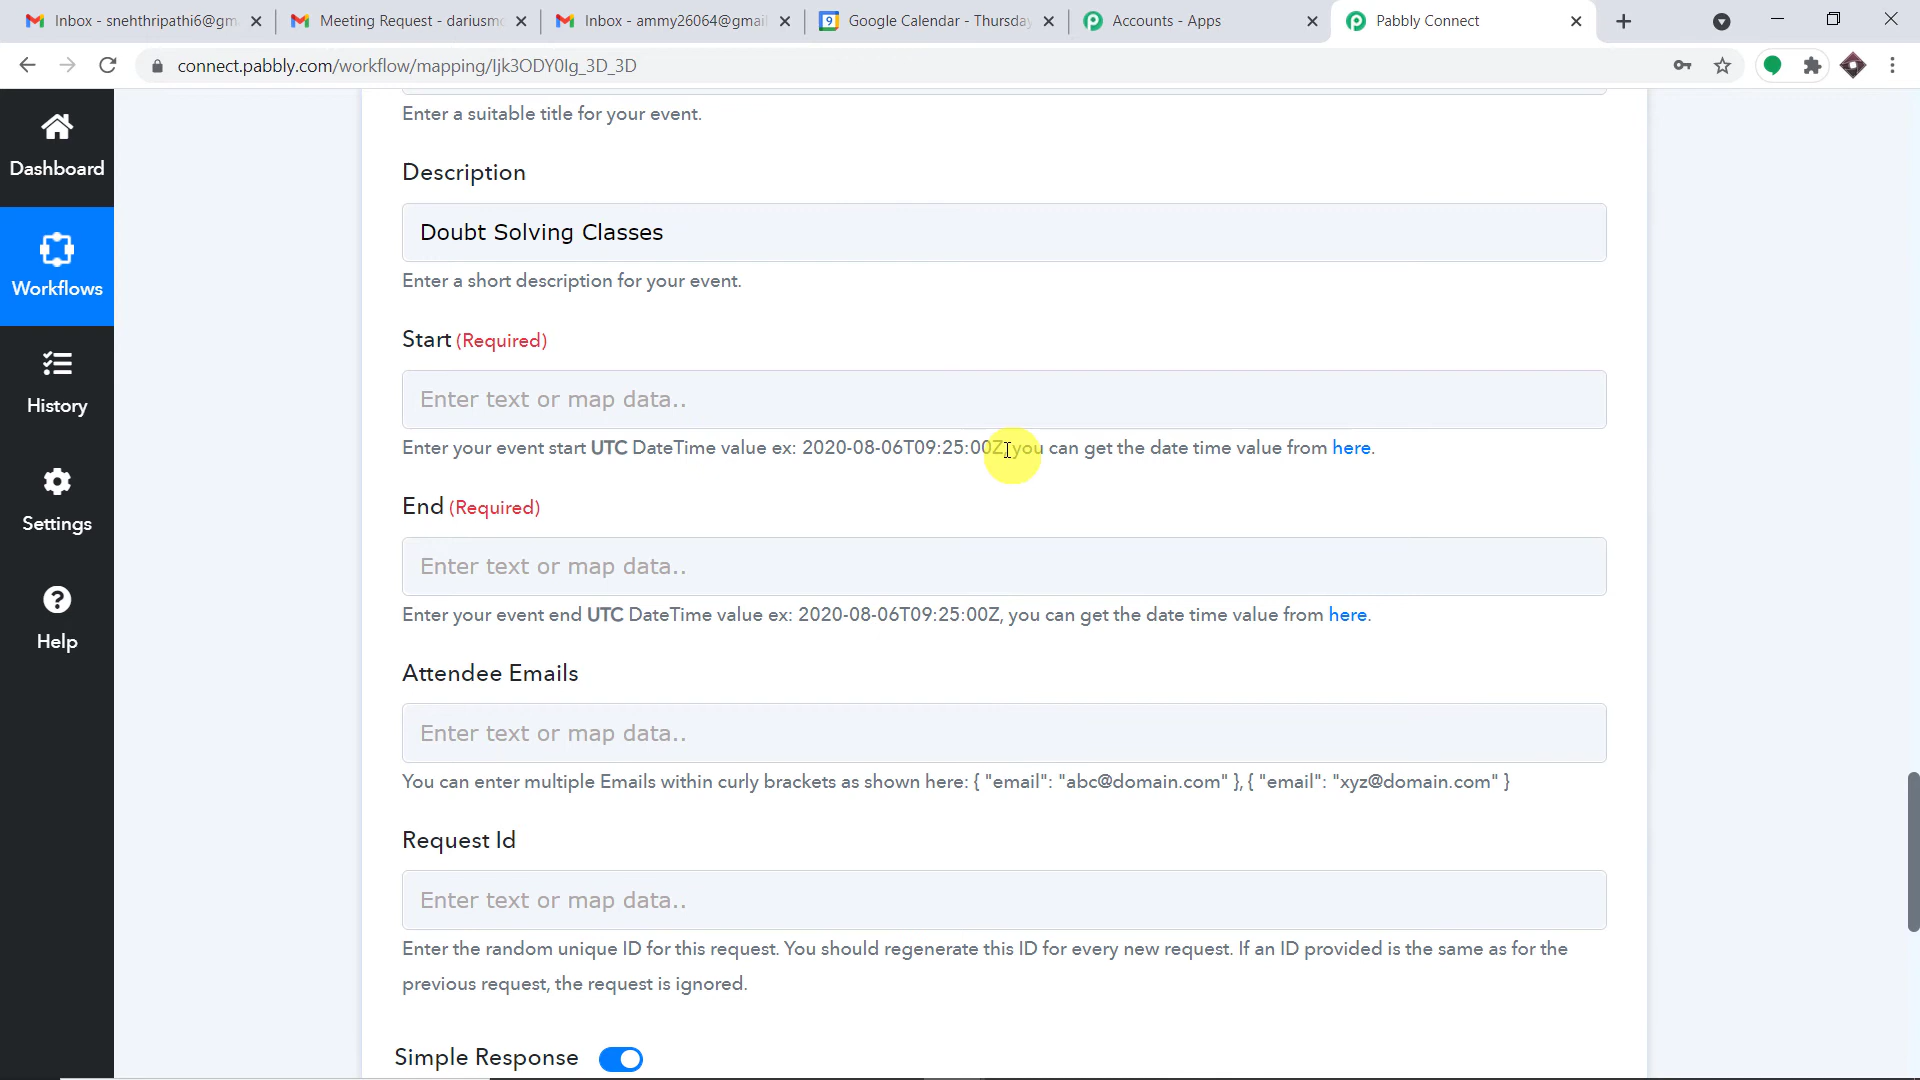 Inbox - snehthripathi6@gm
Meeting Request - dariusmo
Inbox - ammy26064@gmail
9
Google Calendar - Thursday
Accounts - Apps
Pabbly Connect
connect.pabbly.com/workflow/mapping/Ijk3ODY0Ig_3D_3D
Dashboard
Workflows
History
Settings
Help
Enter a suitable title for your event.
Description
Doubt Solving Classes
Enter a short description for your event.
Start (Required)
Enter text or map data..
Enter your event start UTC DateTime value ex: 2020-08-06T09:25:00Z, you can get the date time value from here.
End (Required)
Enter text or map data..
Enter your event end UTC DateTime value ex: 2020-08-06T09:25:00Z, you can get the date time value from here.
Attendee Emails
Enter text or map data..
You can enter multiple Emails within curly brackets as shown here: { "email": "abc@domain.com" }, { "email": "xyz@domain.com" }
Request Id
Enter text or map data..
Enter the random unique ID for this request. You should regenerate this ID for every new request. If an ID provided is the same as for the
previous request, the request is ignored.
Simple Response